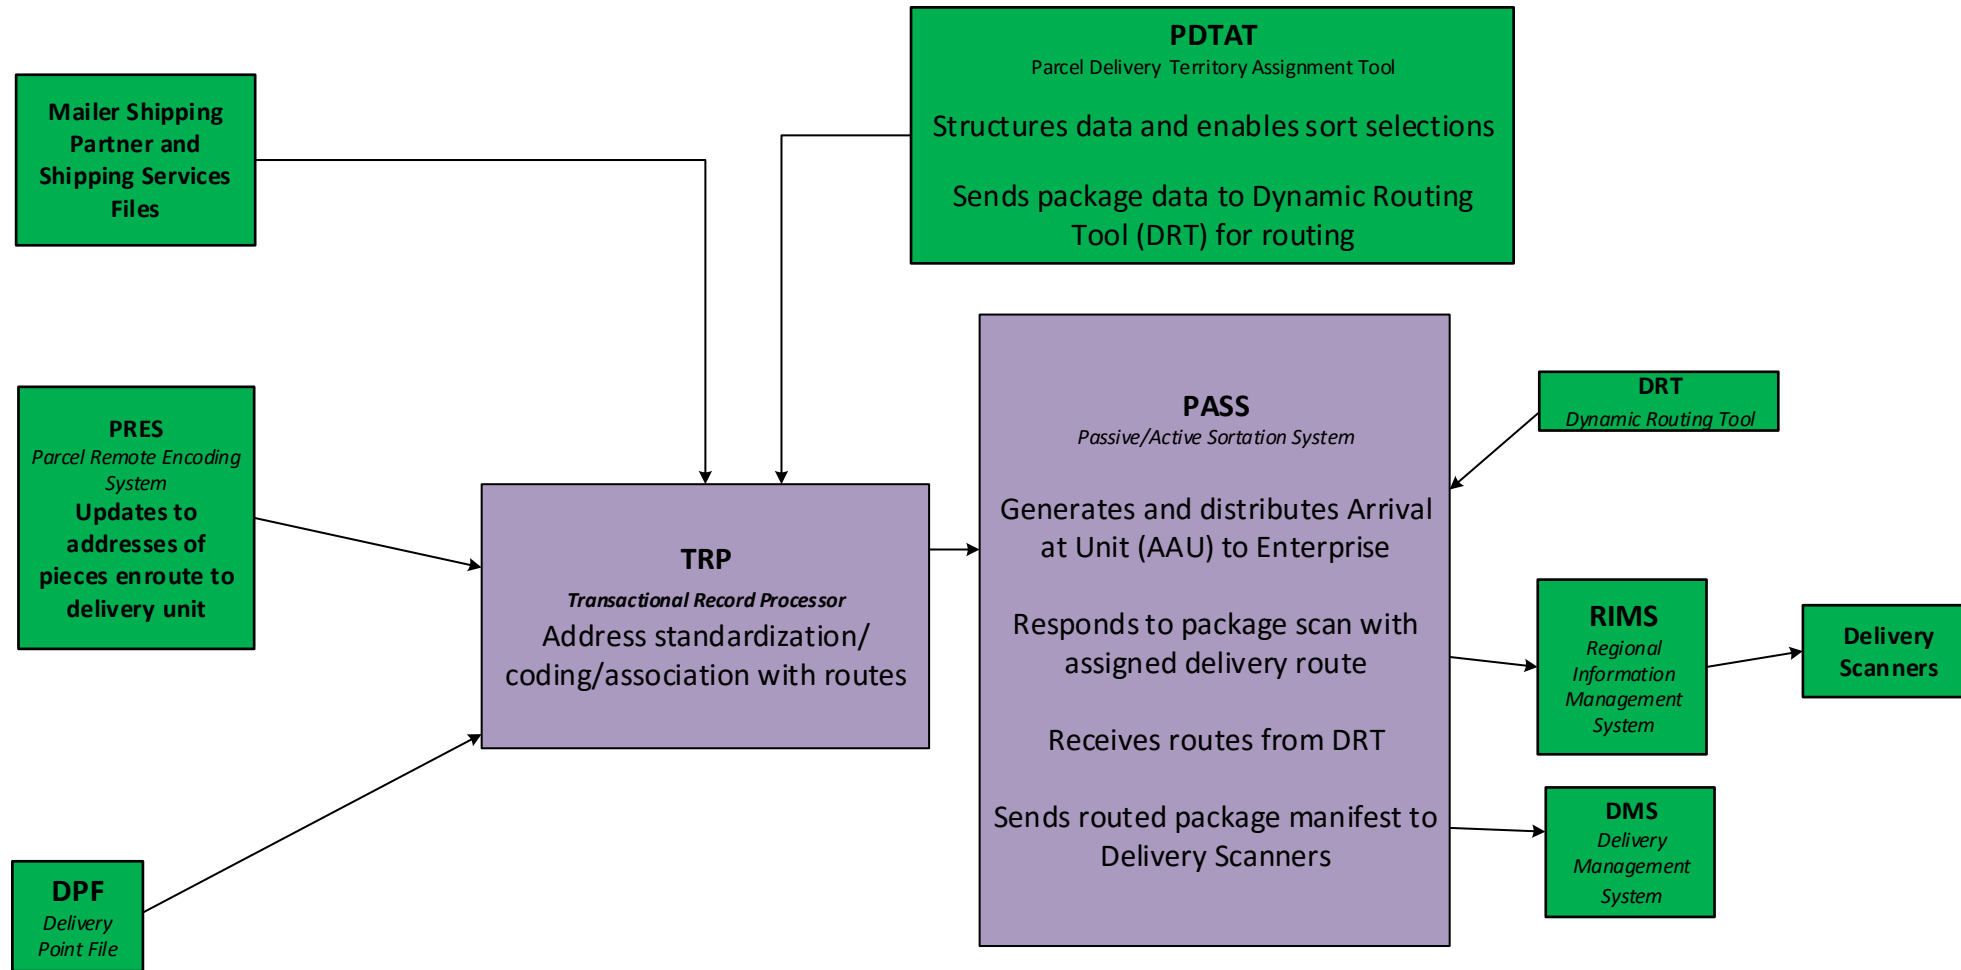 PDTAT
Parcel Delivery Territory Assignment Tool
Structures data and enables sort selections
Sends package data to Dynamic Routing
Tool (DRT) for routing
Mailer Shipping
Partner and
Shipping Services
Files
PRES
Parcel Remote Encoding
System
Updates to
addresses of
pieces enroute to
delivery unit
DPF
Delivery
Point File
TRP
Transactional Record Processor
Address standardization/
coding/association with routes
PASS
Passive/Active Sortation System
Generates and distributes Arrival
at Unit (AAU) to Enterprise
Responds to package scan with
assigned delivery route
Receives routes from DRT
Sends routed package manifest to
Delivery Scanners
DRT
Dynamic Routing Tool
RIMS
Regional
Information
Management
System
Delivery
Scanners
DMS
Delivery
Management
System